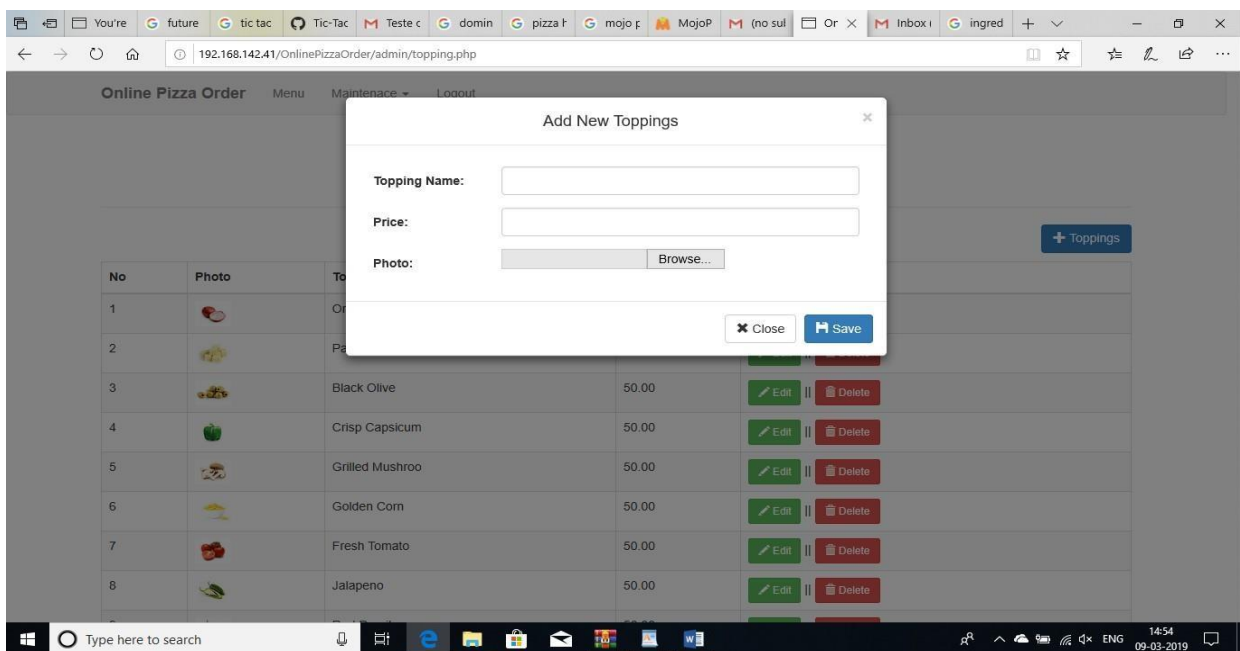 You're future tic tac Tic-Tac Teste c domin pizza h mojo p MojoP (no sul Or Inbox ingred
192.168.142.41/OnlinePizzaOrder/admin/topping.php
Online Pizza Order Menu Maintenace Logout
Add New Toppings ×
Topping Name:
Price:
Photo: Browse...
Close Save
+ Toppings
No Photo To
1 Or
2 Pa
3 Black Olive 50.00 Edit || Delete
4 Crisp Capsicum 50.00 Edit || Delete
5 Grilled Mushroo 50.00 Edit || Delete
6 Golden Corn 50.00 Edit || Delete
7 Fresh Tomato 50.00 Edit || Delete
8 Jalapeno 50.00 Edit || Delete
Type here to search ENG 14:54
09-03-2019